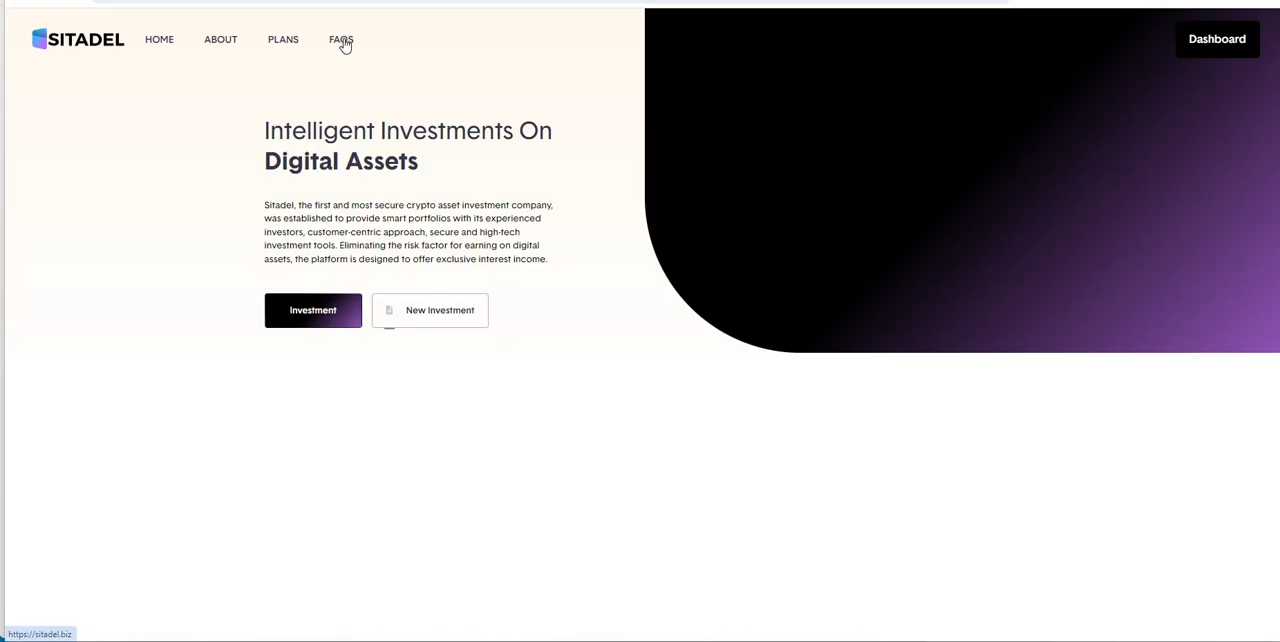 SITADEL HOME ABOUT PLANS FAQS Dashboard
Intelligent Investments On
Digital Assets
Sitadel, the first and most secure crypto asset investment company,
was established to provide smart portfolios with its experienced
investors, customer-centric approach, secure and high-tech
investment tools. Eliminating the risk factor for earning on digital
assets, the platform is designed to offer exclusive interest income.
Investment New Investment
https://sitadel.biz